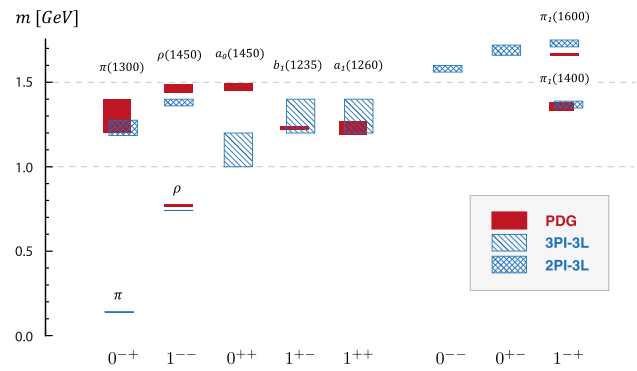 m [GeV]
π₁(1600)
π(1300) ρ(1450) a₀(1450) b₁(1235) a₁(1260)
1.5
π₁(1400)
1.0
ρ
PDG
3PI-3L
2PI-3L
0.5
π
0.0
0⁻⁺ 1⁻⁻ 0⁺⁺ 1⁺⁻ 1⁺⁺ 0⁻⁻ 0⁺⁻ 1⁻⁺